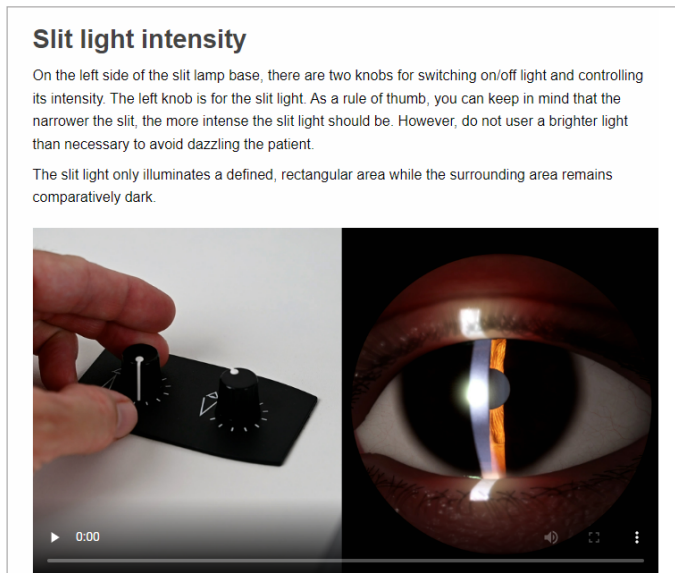 Slit light intensity
On the left side of the slit lamp base, there are two knobs for switching on/off light and controlling
its intensity. The left knob is for the slit light. As a rule of thumb, you can keep in mind that the
narrower the slit, the more intense the slit light should be. However, do not user a brighter light
than necessary to avoid dazzling the patient.
The slit light only illuminates a defined, rectangular area while the surrounding area remains
comparatively dark.
0:00